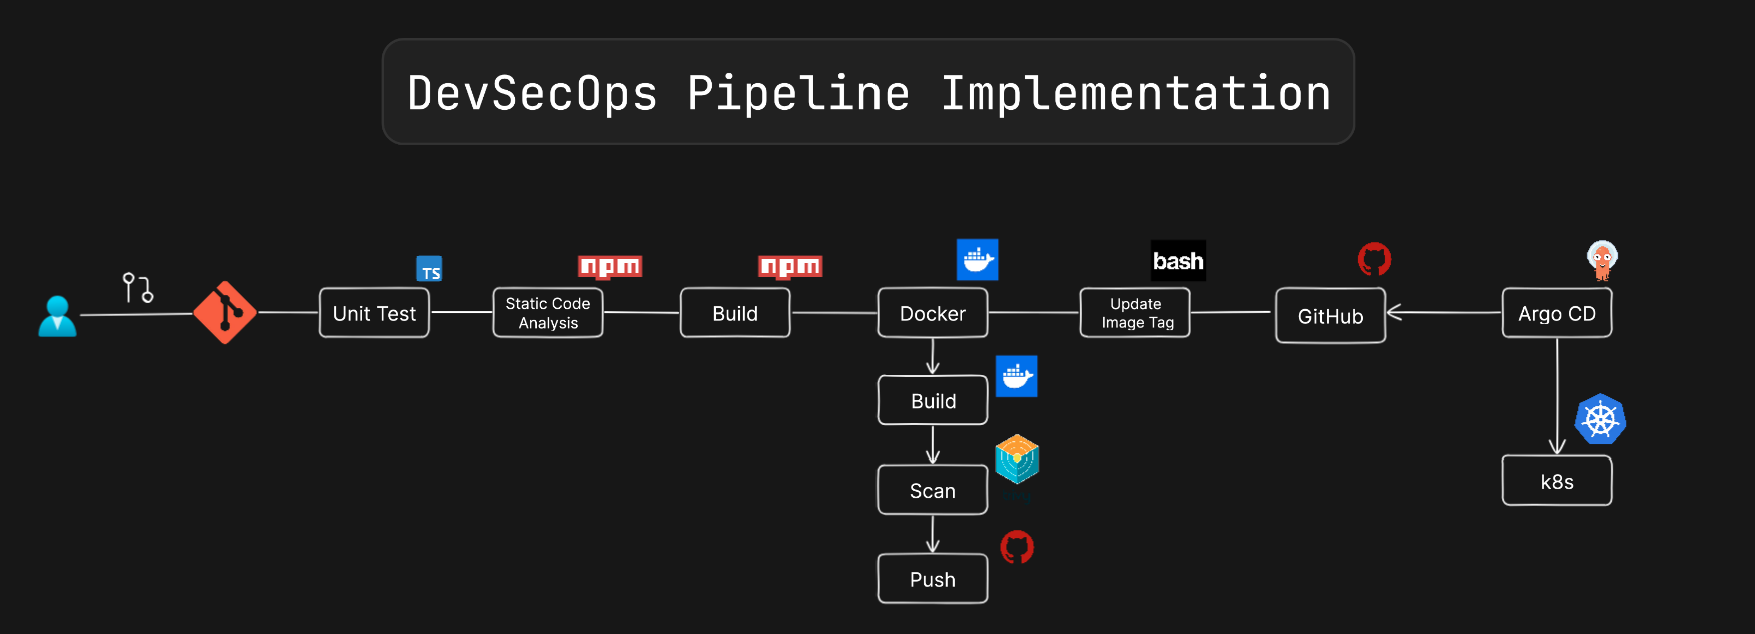 DevSecOps Pipeline Implementation
TS
npm
npm
bash
Unit Test
Static Code
Analysis
Build
Docker
Update
Image Tag
GitHub
Argo CD
Build
Scan
k8s
Push